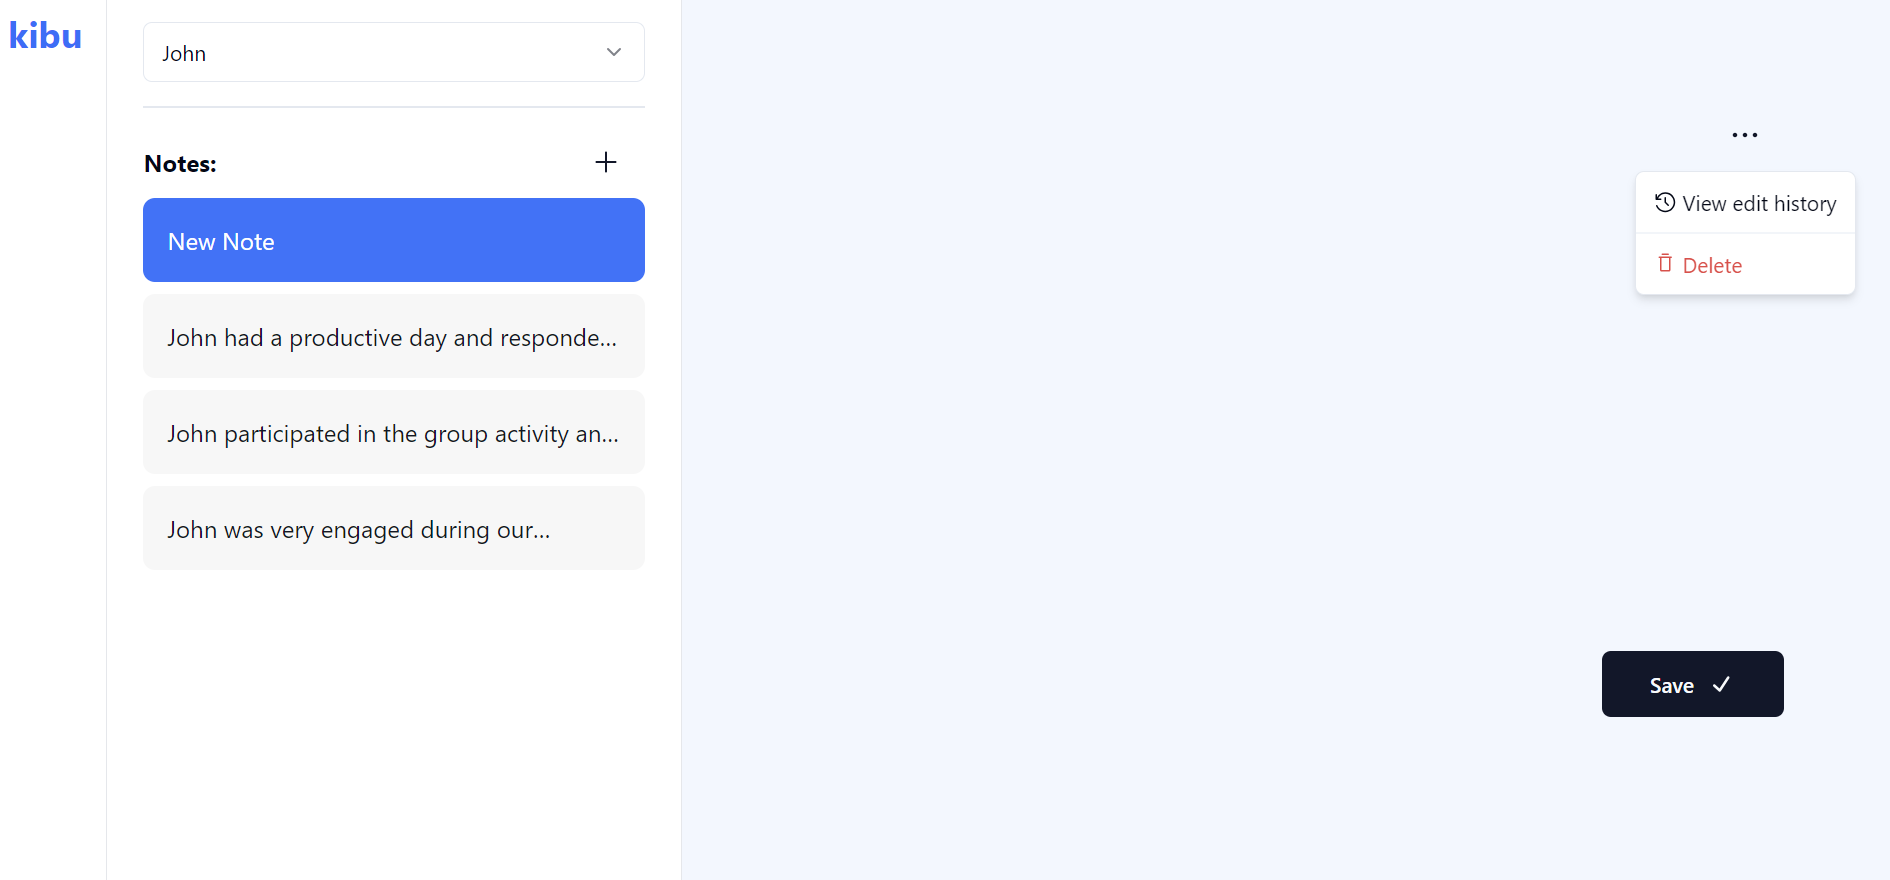 kibu
John
Notes:
New Note
John had a productive day and responde...
John participated in the group activity an...
John was very engaged during our...
View edit history
Delete
Save